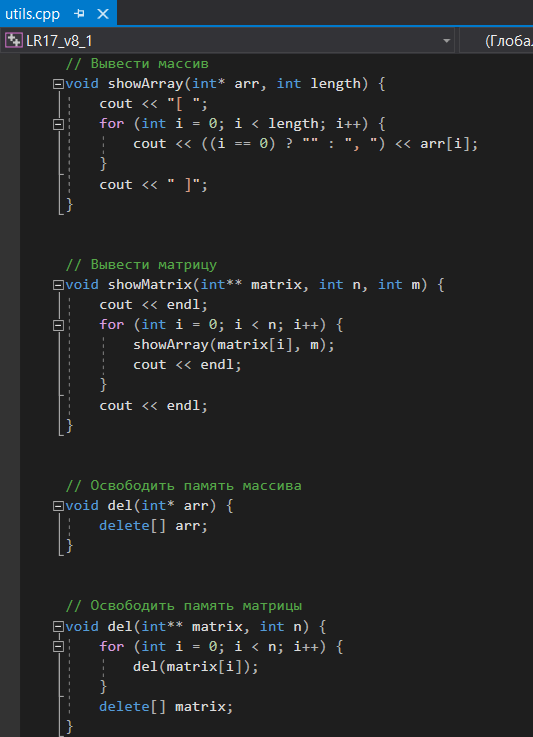 utils.cpp
LR17_v8_1 (Глоба.
// Вывести массив
void showArray(int* arr, int length) {
cout << "[ ";
for (int i = 0; i < length; i++) {
cout << ((i == 0) ? "" : ", ") << arr[i];
}
cout << " ]";
}
// Вывести матрицу
void showMatrix(int** matrix, int n, int m) {
cout << endl;
for (int i = 0; i < n; i++) {
showArray(matrix[i], m);
cout << endl;
}
cout << endl;
}
// Освободить память массива
void del(int* arr) {
delete[] arr;
}
// Освободить память матрицы
void del(int** matrix, int n) {
for (int i = 0; i < n; i++) {
del(matrix[i]);
}
delete[] matrix;
}